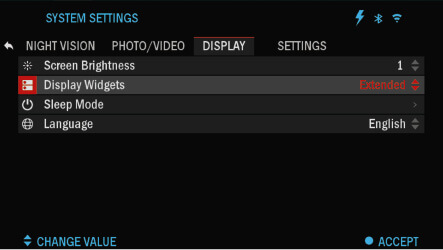 SYSTEM SETTINGS
NIGHT VISION PHOTO/VIDEO DISPLAY SETTINGS
Screen Brightness 1
Display Widgets Extended
Sleep Mode
Language English
CHANGE VALUE ACCEPT